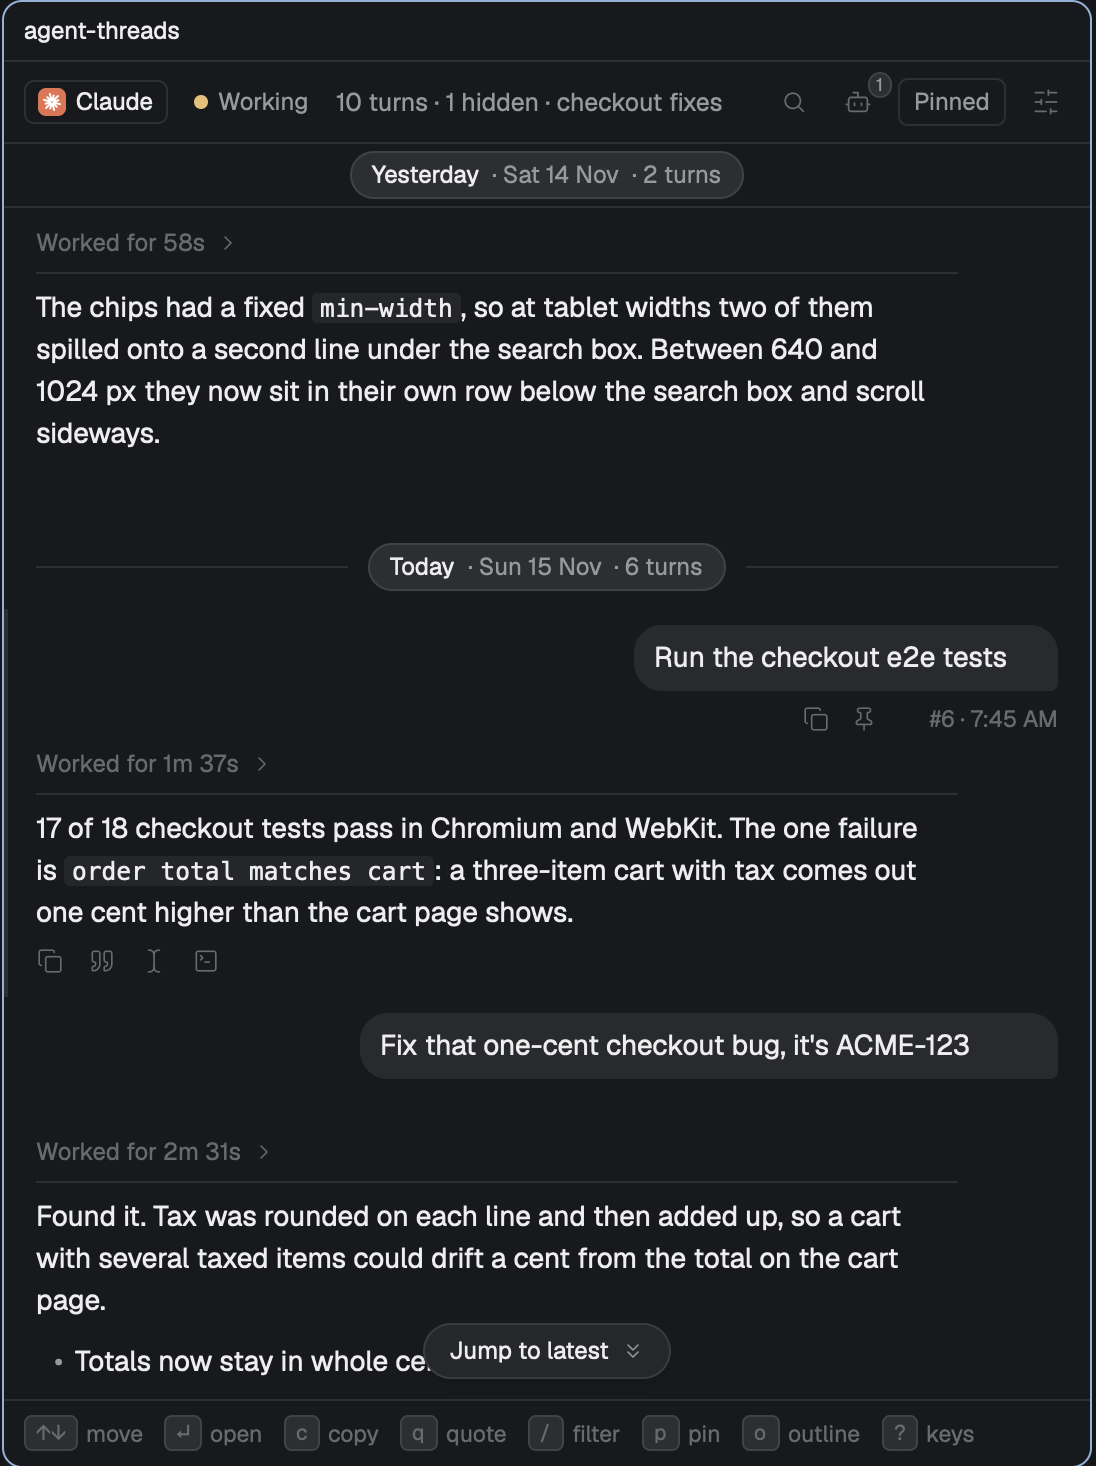 agent-threads
Claude Working 10 turns · 1 hidden · checkout fixes 1 Pinned
Yesterday · Sat 14 Nov · 2 turns
Worked for 58s
The chips had a fixed min-width, so at tablet widths two of them
spilled onto a second line under the search box. Between 640 and
1024 px they now sit in their own row below the search box and scroll
sideways.
Today · Sun 15 Nov · 6 turns
Run the checkout e2e tests
#6 · 7:45 AM
Worked for 1m 37s
17 of 18 checkout tests pass in Chromium and WebKit. The one failure
is order total matches cart: a three-item cart with tax comes out
one cent higher than the cart page shows.
Fix that one-cent checkout bug, it's ACME-123
Worked for 2m 31s
Found it. Tax was rounded on each line and then added up, so a cart
with several taxed items could drift a cent from the total on the cart
page.
• Totals now stay in whole
Jump to latest
↑↓ move ↵ open c copy q quote / filter p pin o outline ? keys